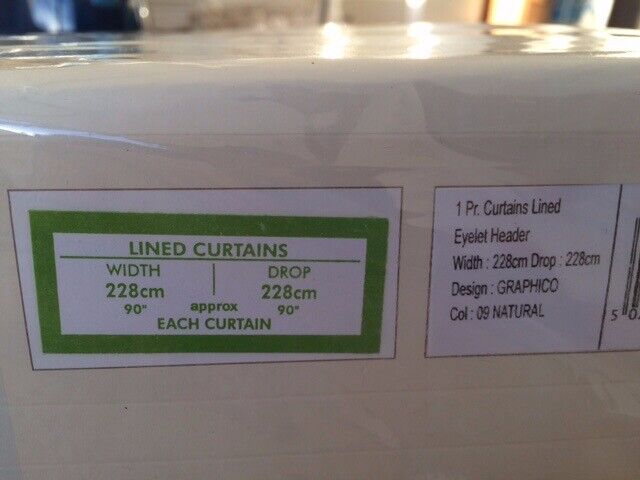 LINED CURTAINS
WIDTH | DROP
228cm 228cm
90" approx 90"
EACH CURTAIN
1 Pr. Curtains Lined
Eyelet Header
Width : 228cm Drop : 228cm
Design : GRAPHICO
Col : 09 NATURAL